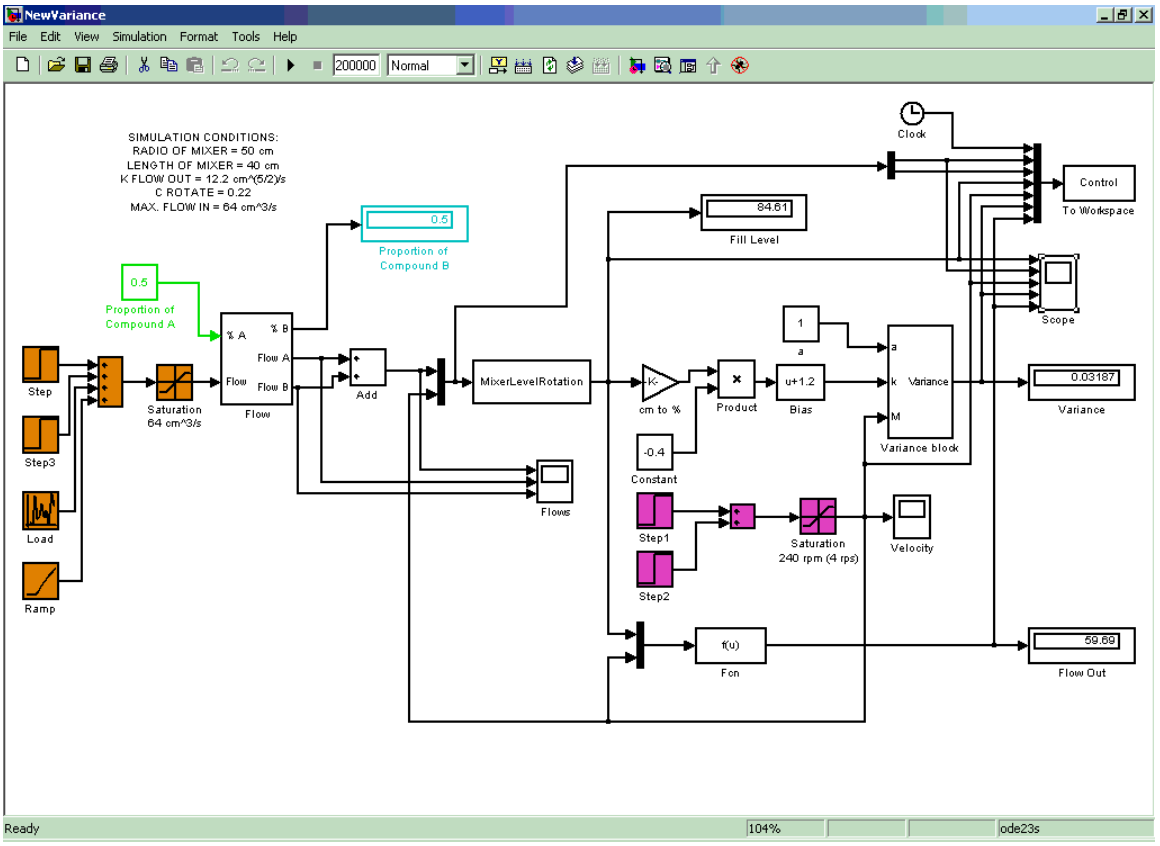 NewVariance
File Edit View Simulation Format Tools Help
200000 Normal
SIMULATION CONDITIONS:
RADIO OF MIXER = 50 cm
LENGTH OF MIXER = 40 cm
K FLOW OUT = 12.2 cm^(5/2)/s
C ROTATE = 0.22
MAX. FLOW IN = 64 cm^3/s
Clock
Control
To Workspace
84.61
Fill Level
0.5
Proportion of
Compound B
0.5
Proportion of
Compound A
Scope
Step
Step3
Load
Ramp
Saturation
64 cm^3/s
% A
Flow
% B
Flow A
Flow B
Flow
Add
MixerLevelRotation
Flows
-K-
cm to %
Product
-0.4
Constant
1
a
u+1.2
Bias
a
k
M
Variance
Variance block
0.03187
Variance
Step1
Step2
Saturation
240 rpm (4 rps)
Velocity
f(u)
Fcn
59.69
Flow Out
Ready
104%
ode23s